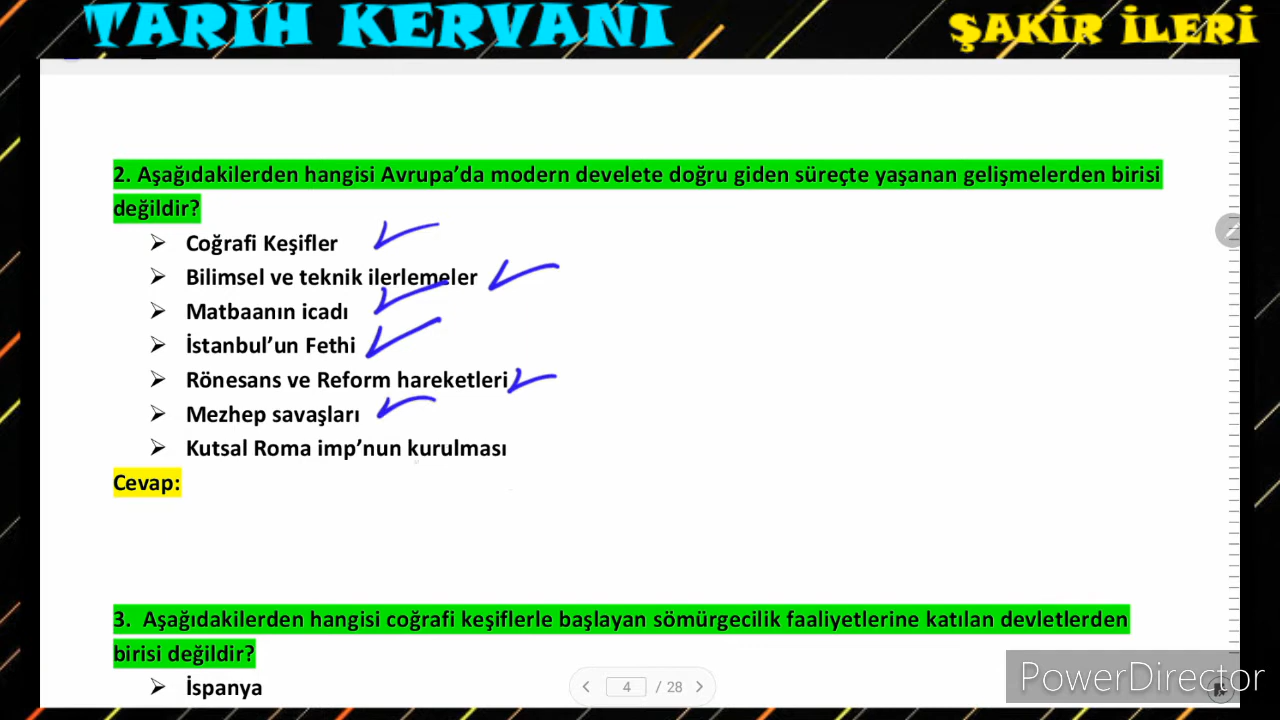 TARİH KERVANI
ŞAKİR İLERİ
2. Aşağıdakilerden hangisi Avrupa’da modern develete doğru giden süreçte yaşanan gelişmelerden birisi
değildir?
➢ Coğrafi Keşifler
➢ Bilimsel ve teknik ilerlemeler
➢ Matbaanın icadı
➢ İstanbul’un Fethi
➢ Rönesans ve Reform hareketleri
➢ Mezhep savaşları
➢ Kutsal Roma imp’nun kurulması
Cevap:
3. Aşağıdakilerden hangisi coğrafi keşiflerle başlayan sömürgecilik faaliyetlerine katılan devletlerden
birisi değildir?
➢ İspanya
4 / 28
PowerDirector